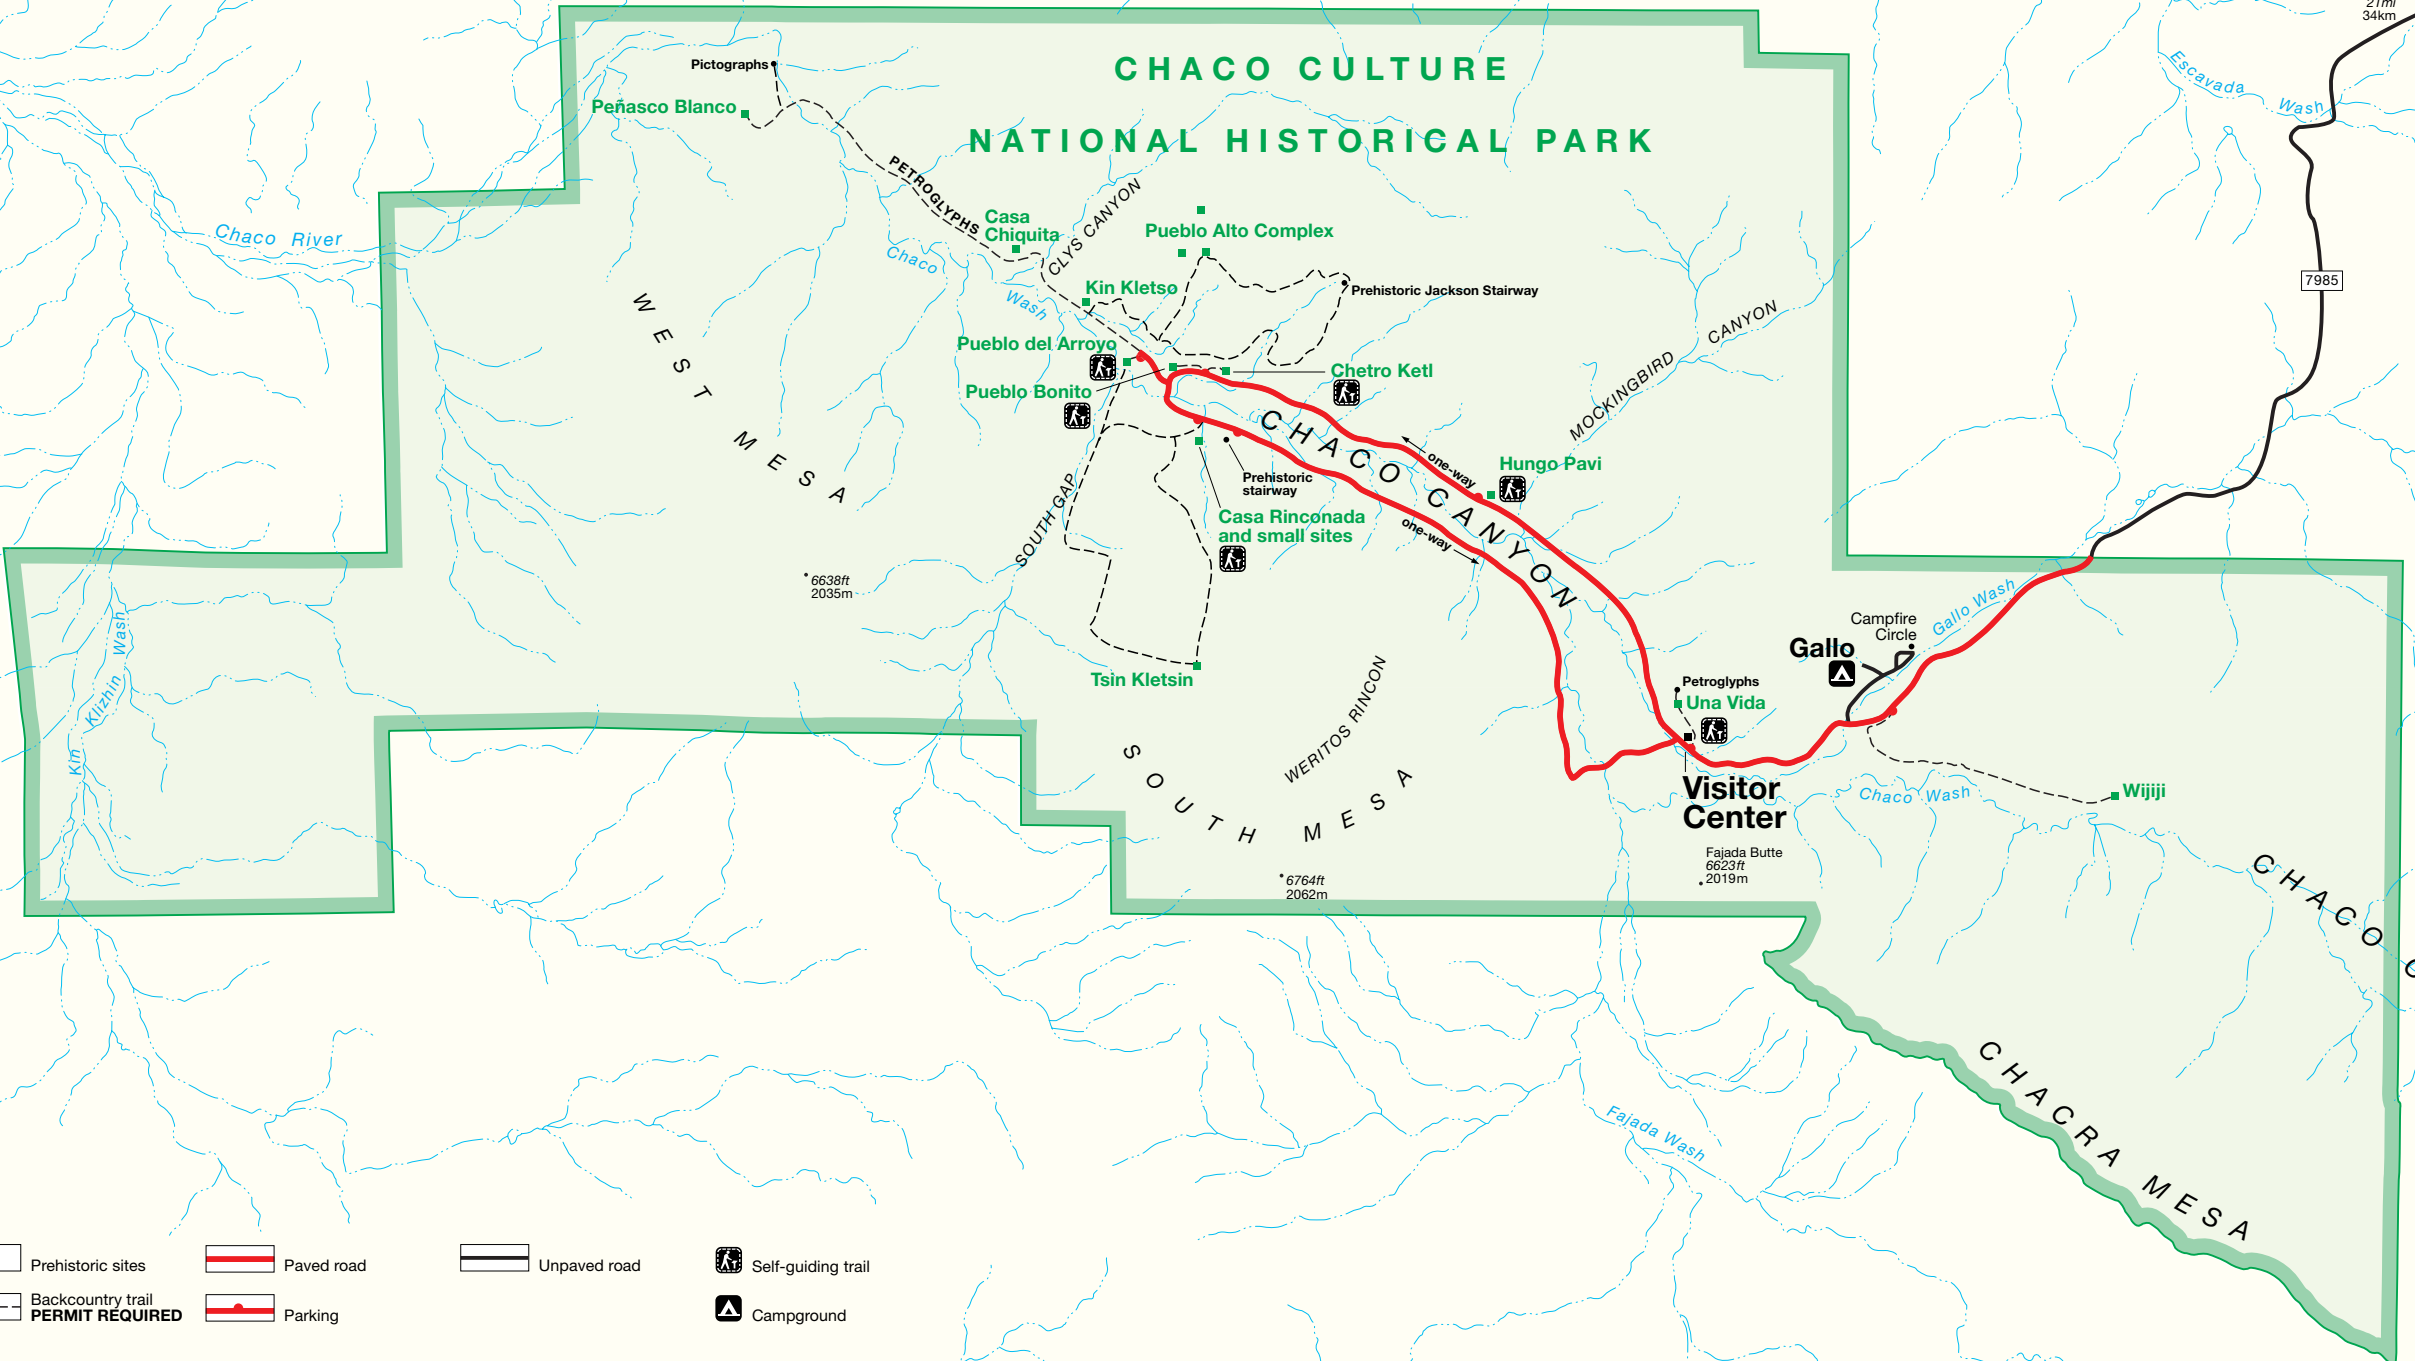 21mi
34km
Escavada
Wash
CHACO CULTURE
NATIONAL HISTORICAL PARK
Pictographs
Peñasco Blanco
PETROGLYPHS
Casa
Chiquita
CLYS CANYON
Pueblo Alto Complex
Chaco River
Chaco
Wash
Kin Kletso
Prehistoric Jackson Stairway
7985
WEST MESA
MOCKINGBIRD CANYON
Pueblo del Arroyo
Pueblo Bonito
Chetro Ketl
CHACO CANYON
one-way
Hungo Pavi
Prehistoric
stairway
SOUTH GAP
Casa Rinconada
and small sites
one-way
6638ft
2035m
Kin Klizhin Wash
Tsin Kletsin
WERITOS RINCON
SOUTH MESA
Campfire
Circle
Gallo Wash
Gallo
Petroglyphs
Una Vida
Visitor
Center
Chaco Wash
Wijiji
Fajada Butte
6623ft
2019m
6764ft
2062m
CHACO C
CHACRA MESA
Fajada Wash
Prehistoric sites
Paved road
Unpaved road
Self-guiding trail
Backcountry trail
PERMIT REQUIRED
Parking
Campground